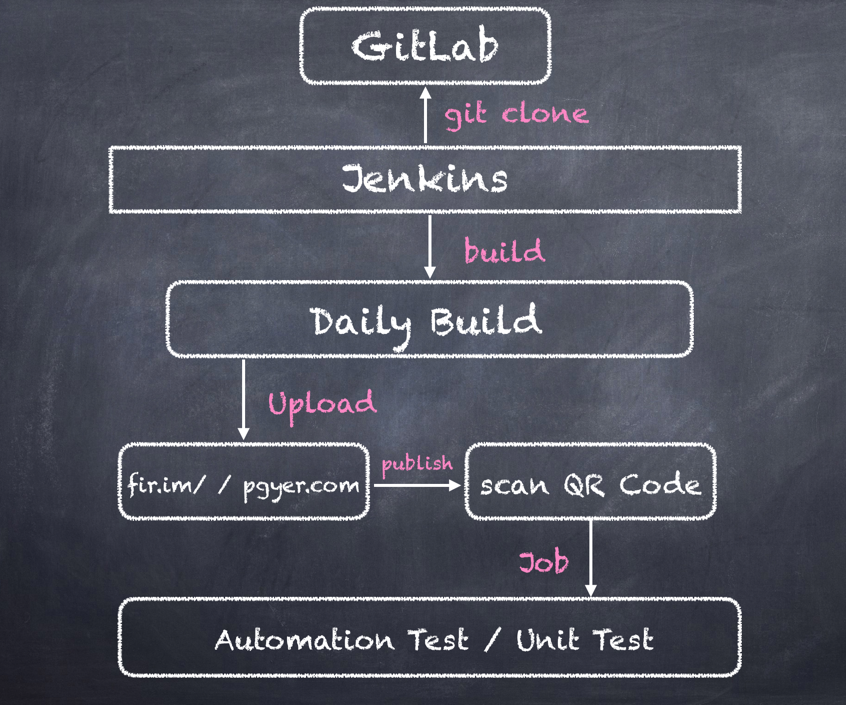 GitLab
git clone
Jenkins
build
Daily Build
Upload
publish
fir.im/ / pgyer.com
scan QR Code
Job
Automation Test / Unit Test